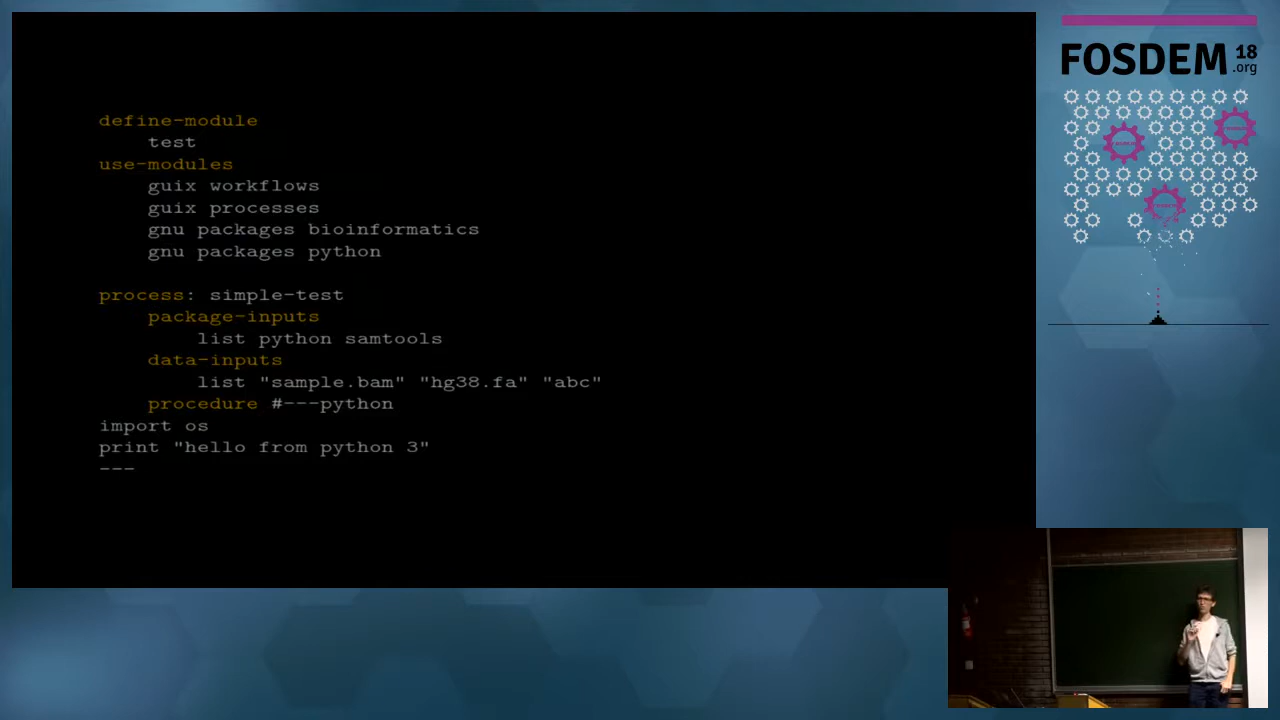 define-module
test
use-modules
guix workflows
guix processes
gnu packages bioinformatics
gnu packages python
process: simple-test
package-inputs
list python samtools
data-inputs
list "sample.bam" "hg38.fa" "abc"
procedure #---python
import os
print "hello from python 3"
---
FOSDEM 18
.org